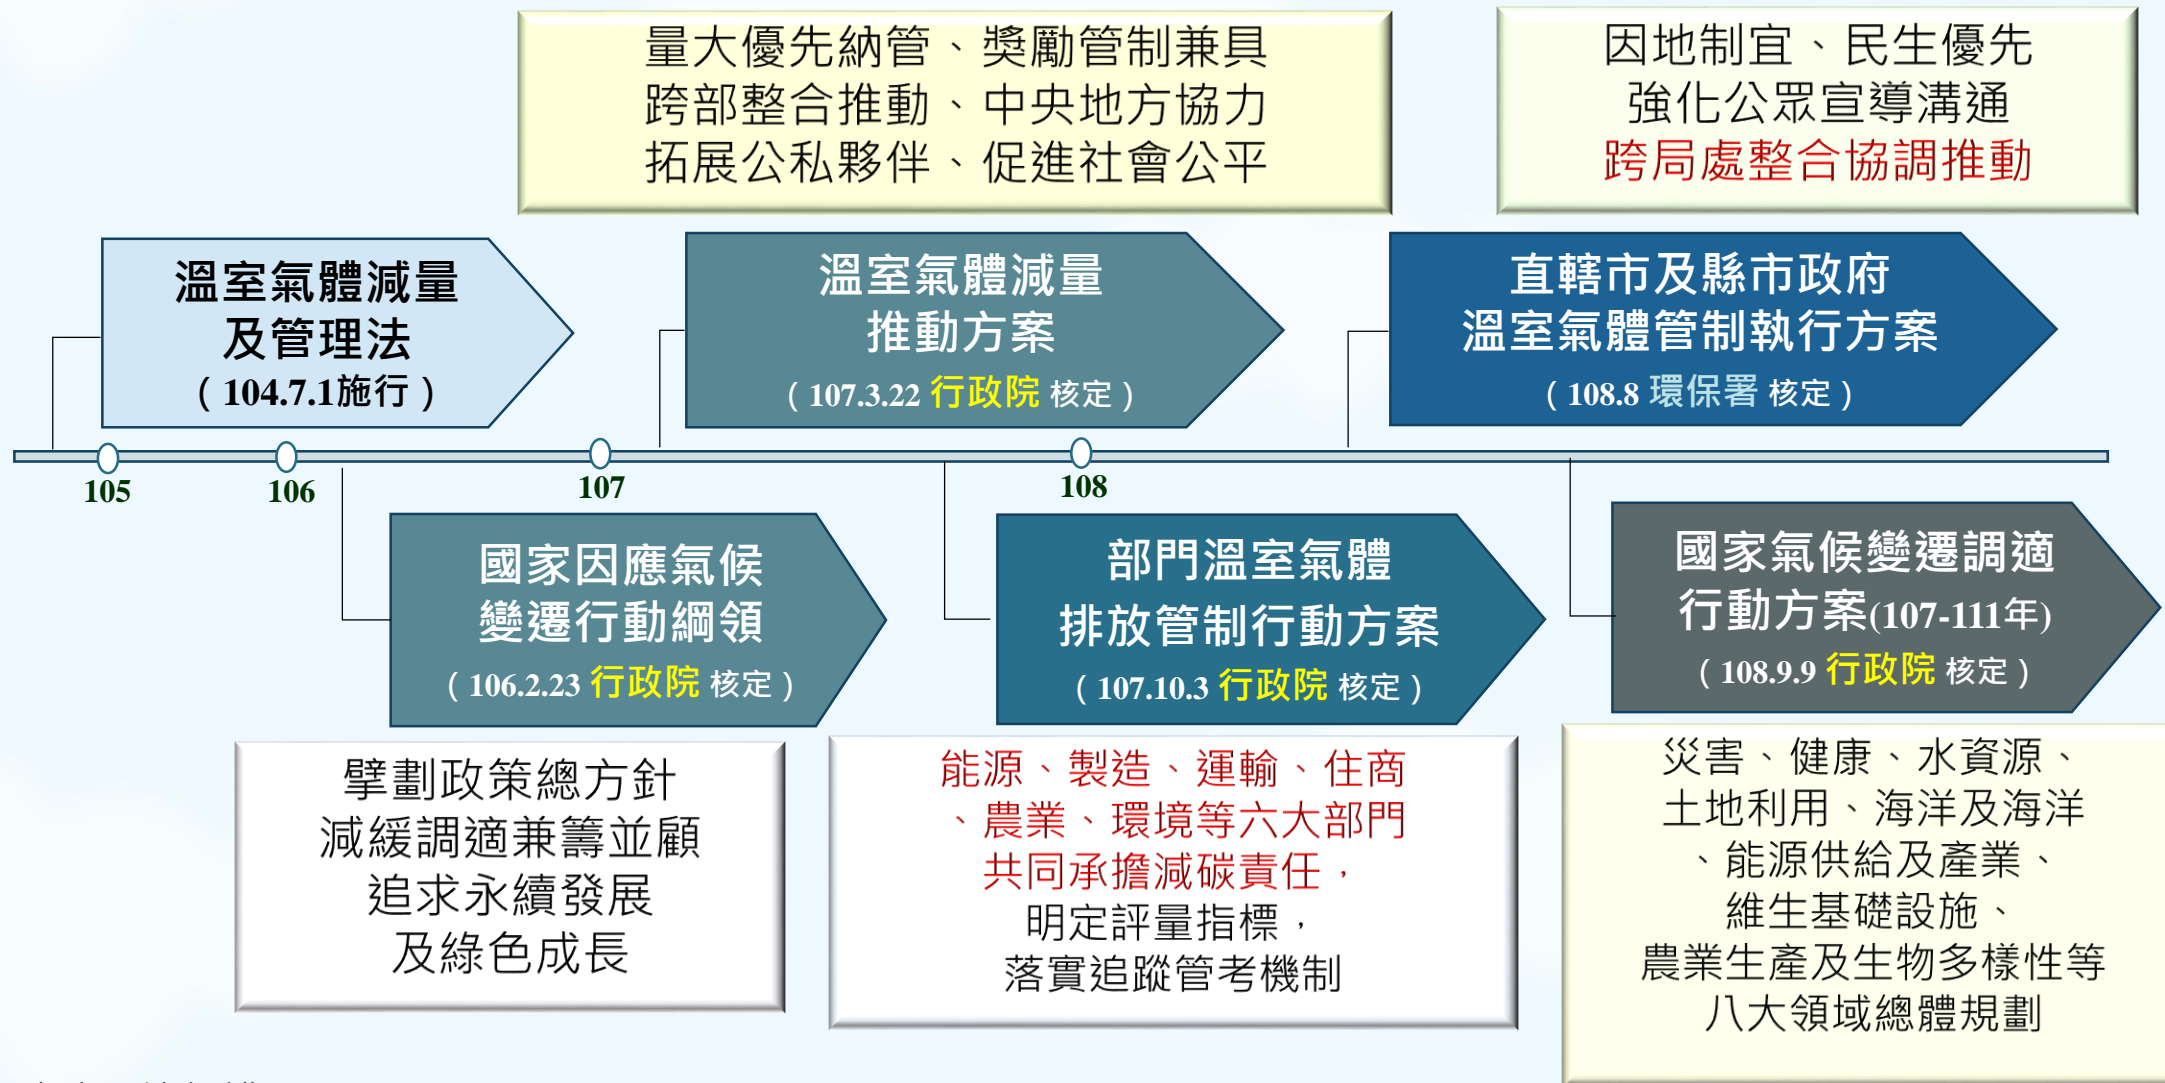 量大優先納管、獎勵管制兼具
跨部整合推動、中央地方協力
拓展公私夥伴、促進社會公平
因地制宜、民生優先
強化公眾宣導溝通
跨局處整合協調推動
溫室氣體減量
及管理法
(104.7.1施行)
溫室氣體減量
推動方案
(107.3.22 行政院 核定)
直轄市及縣市政府
溫室氣體管制執行方案
(108.8 環保署 核定)
105
106
107
108
國家因應氣候
變遷行動綱領
(106.2.23 行政院 核定)
部門溫室氣體
排放管制行動方案
(107.10.3 行政院 核定)
國家氣候變遷調適
行動方案(107-111年)
(108.9.9 行政院 核定)
擘劃政策總方針
減緩調適兼籌並顧
追求永續發展
及綠色成長
能源、製造、運輸、住商
、農業、環境等六大部門
共同承擔減碳責任，
明定評量指標，
落實追蹤管考機制
災害、健康、水資源、
土地利用、海洋及海洋
、能源供給及產業、
維生基礎設施、
農業生產及生物多樣性等
八大領域總體規劃